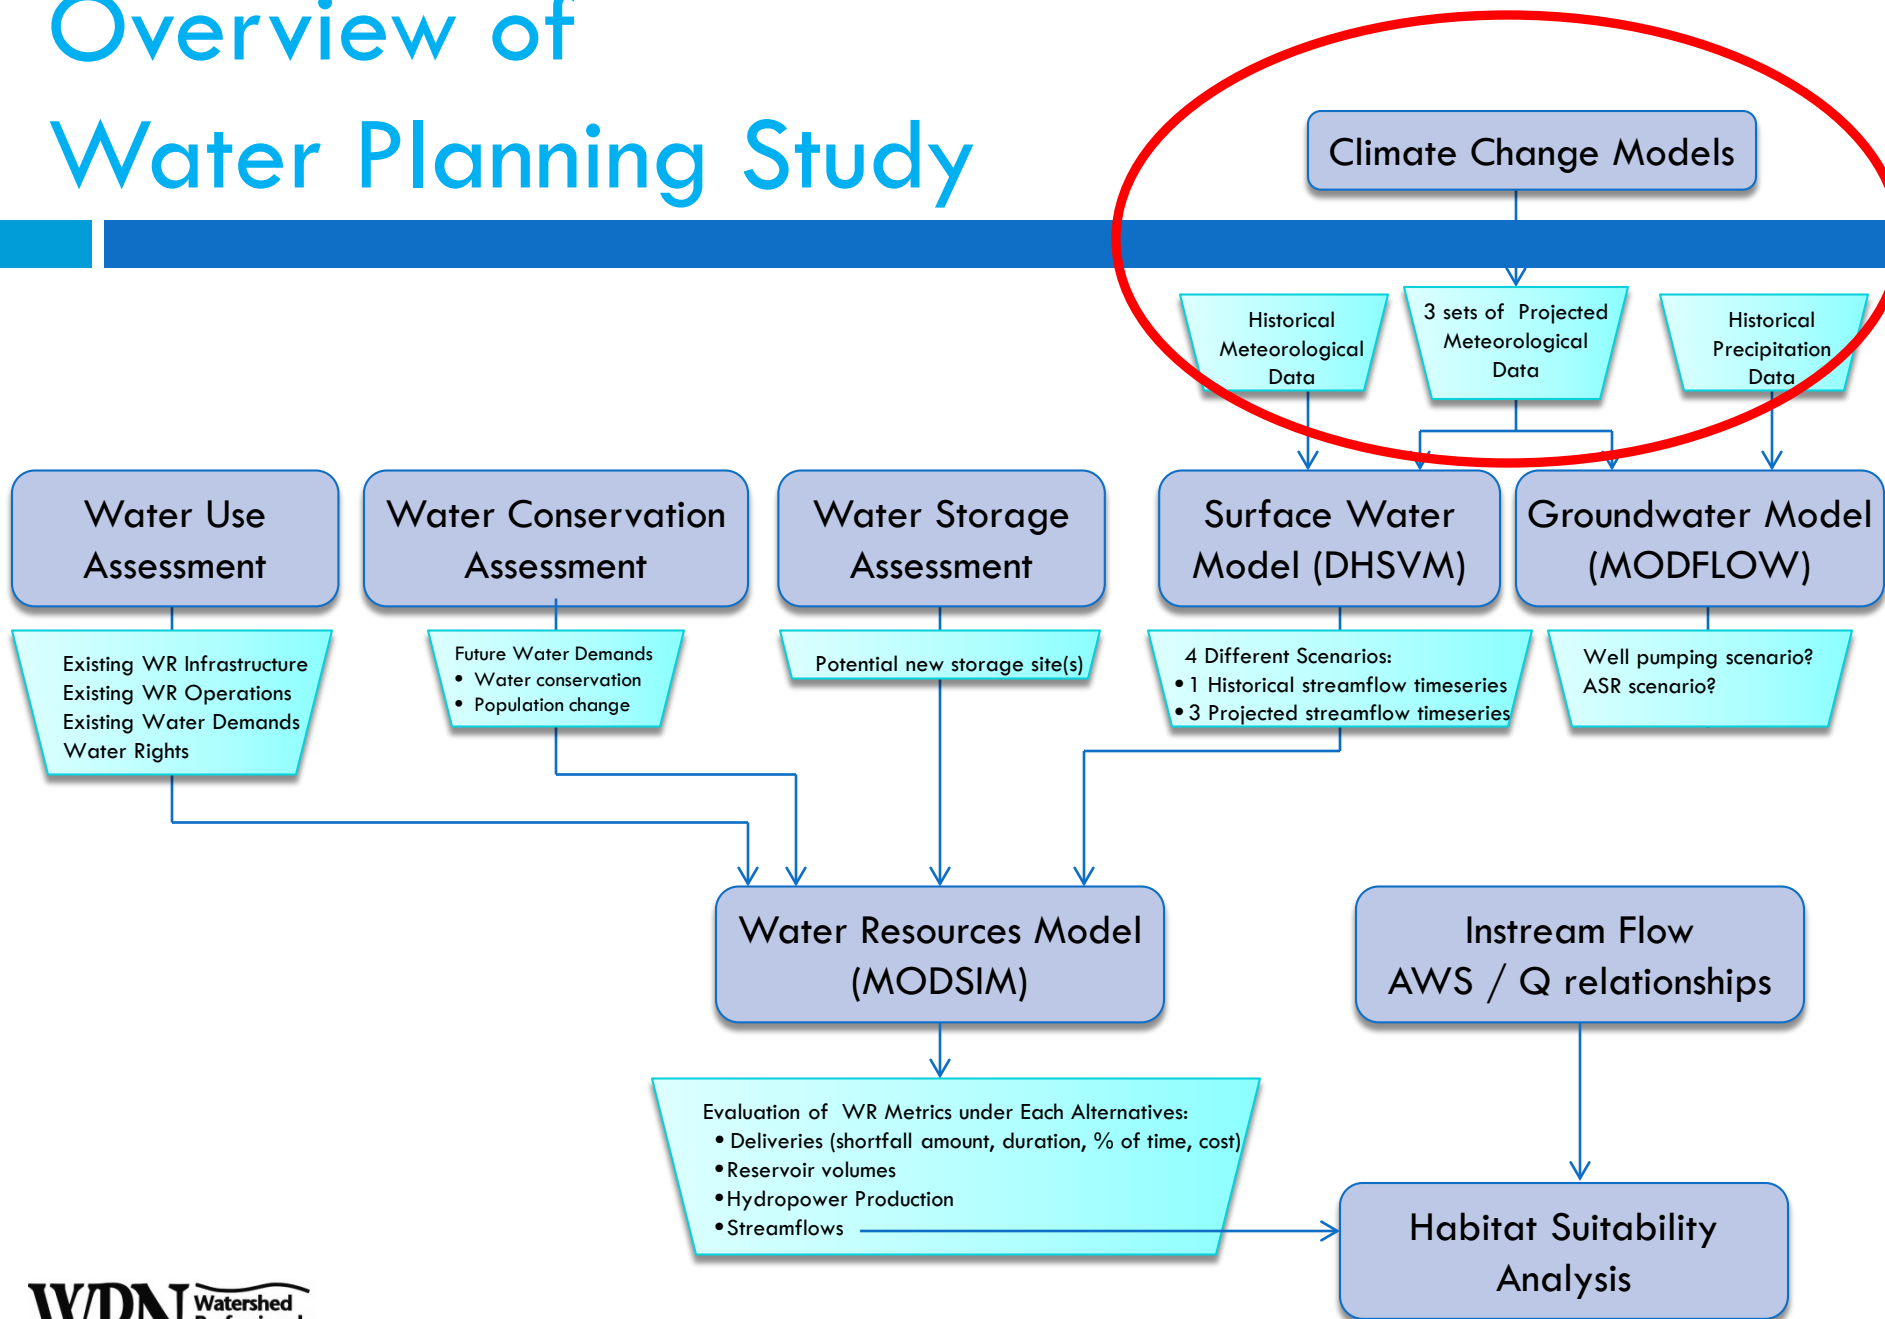 Overview of
Water Planning Study
Climate Change Models
Historical
Meteorological
Data
3 sets of Projected
Meteorological
Data
Historical
Precipitation
Data
Water Use
Assessment
Water Conservation
Assessment
Water Storage
Assessment
Surface Water
Model (DHSVM)
Groundwater Model
(MODFLOW)
Existing WR Infrastructure
Existing WR Operations
Existing Water Demands
Water Rights
Future Water Demands
• Water conservation
• Population change
Potential new storage site(s)
4 Different Scenarios:
• 1 Historical streamflow timeseries
• 3 Projected streamflow timeseries
Well pumping scenario?
ASR scenario?
Water Resources Model
(MODSIM)
Instream Flow
AWS / Q relationships
Evaluation of WR Metrics under Each Alternatives:
• Deliveries (shortfall amount, duration, % of time, cost)
• Reservoir volumes
• Hydropower Production
• Streamflows
Habitat Suitability
Analysis
WPN Watershed